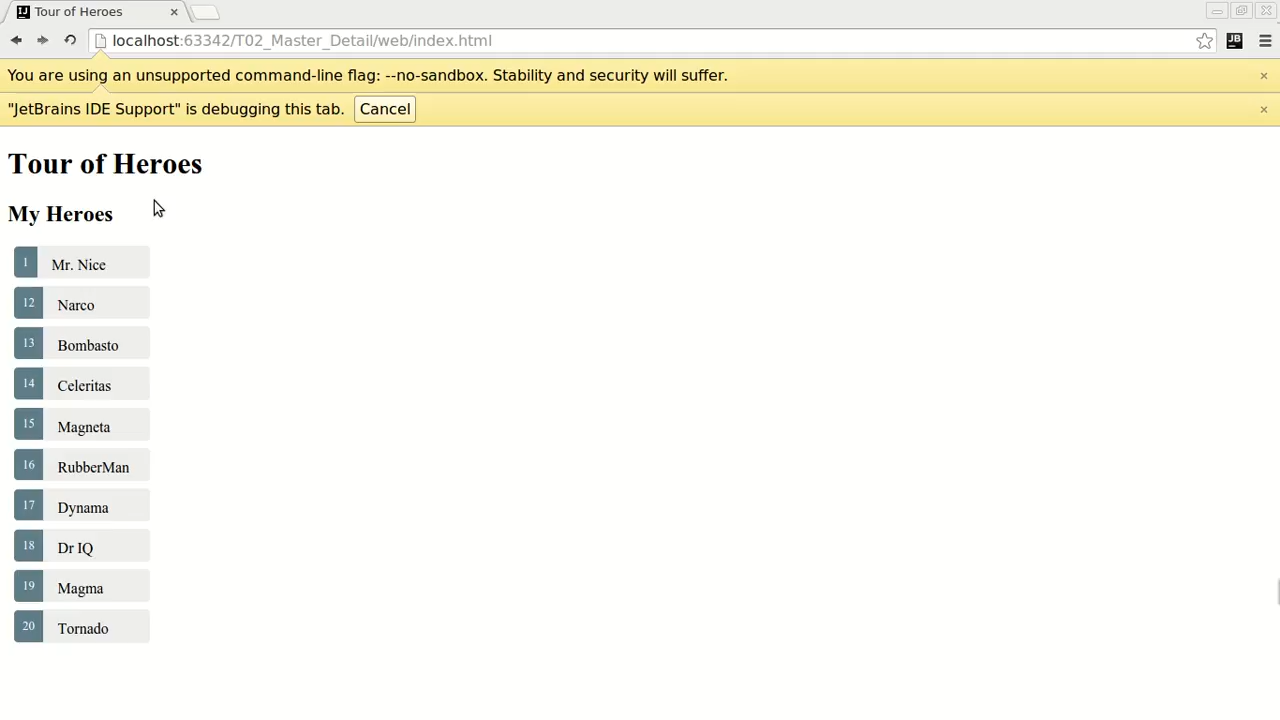 Tour of Heroes
localhost:63342/T02_Master_Detail/web/index.html
JB
You are using an unsupported command-line flag: --no-sandbox. Stability and security will suffer.
"JetBrains IDE Support" is debugging this tab. Cancel
Tour of Heroes
My Heroes
1 Mr. Nice
12 Narco
13 Bombasto
14 Celeritas
15 Magneta
16 RubberMan
17 Dynama
18 Dr IQ
19 Magma
20 Tornado